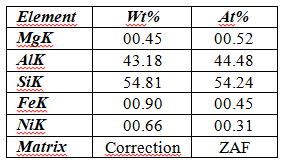 Element Wt% At%
MgK 00.45 00.52
AlK 43.18 44.48
SiK 54.81 54.24
FeK 00.90 00.45
NiK 00.66 00.31
Matrix Correction ZAF